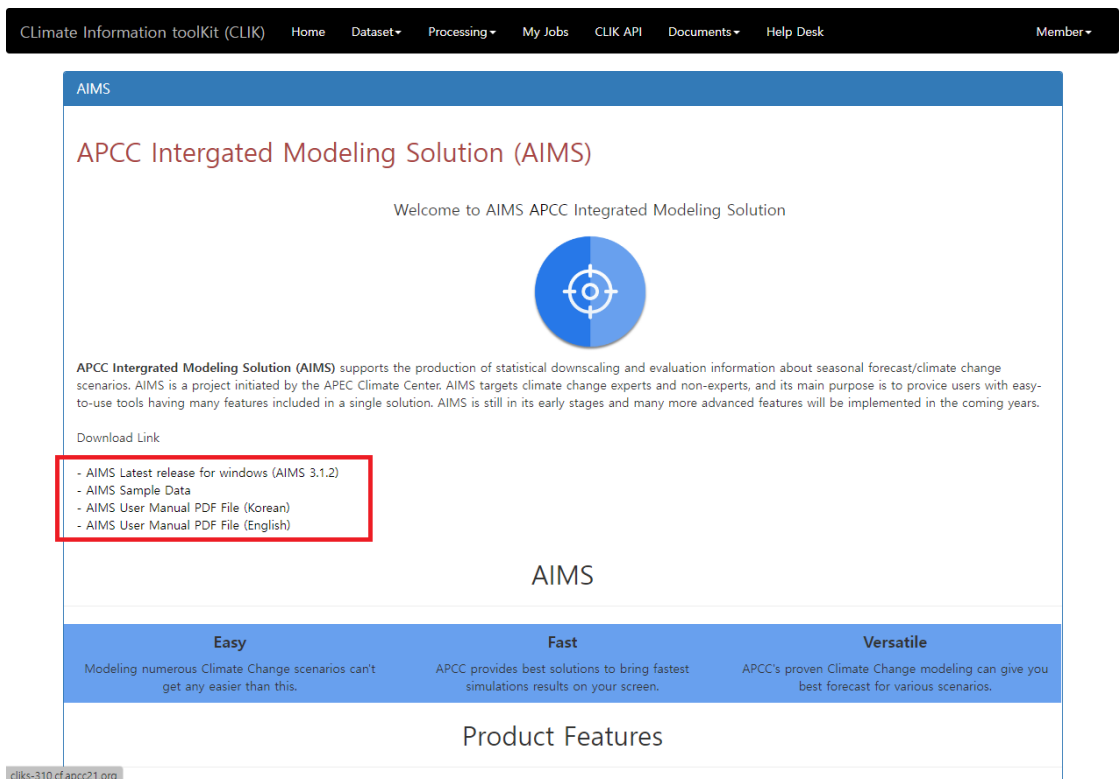 CLimate Information toolKit (CLIK) Home Dataset Processing My Jobs CLIK API Documents Help Desk Member
AIMS
APCC Intergated Modeling Solution (AIMS)
Welcome to AIMS APCC Integrated Modeling Solution
APCC Intergrated Modeling Solution (AIMS) supports the production of statistical downscaling and evaluation information about seasonal forecast/climate change
scenarios. AIMS is a project initiated by the APEC Climate Center. AIMS targets climate change experts and non-experts, and its main purpose is to provice users with easy-
to-use tools having many features included in a single solution. AIMS is still in its early stages and many more advanced features will be implemented in the coming years.
Download Link
- AIMS Latest release for windows (AIMS 3.1.2)
- AIMS Sample Data
- AIMS User Manual PDF File (Korean)
- AIMS User Manual PDF File (English)
AIMS
Easy
Modeling numerous Climate Change scenarios can't
get any easier than this.
Fast
APCC provides best solutions to bring fastest
simulations results on your screen.
Versatile
APCC's proven Climate Change modeling can give you
best forecast for various scenarios.
Product Features
cliks-310.cf.apcc21.org